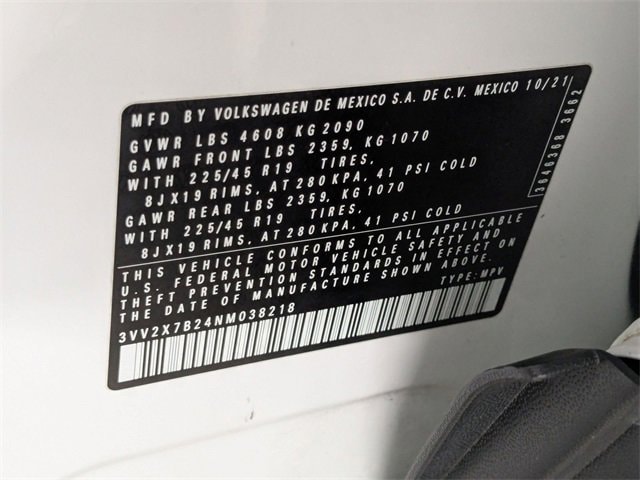 MFD BY VOLKSWAGEN DE MEXICO S.A. DE C.V. MEXICO 10/21
GVWR LBS 4608 KG 2090
GAWR FRONT LBS 2359, KG 1070
WITH 225/45 R19 TIRES,
8JX19 RIMS, AT 280 KPA, 41 PSI COLD
GAWR REAR LBS 2359, KG 1070
WITH 225/45 R19 TIRES,
8JX19 RIMS, AT 280 KPA, 41 PSI COLD
THIS VEHICLE CONFORMS TO ALL APPLICABLE
U.S. FEDERAL MOTOR VEHICLE SAFETY AND
THEFT PREVENTION STANDARDS IN EFFECT ON
THE DATE OF MANUFACTURE SHOWN ABOVE.
TYPE: MPV
3VV2X7B24NM038218
3646368 3662